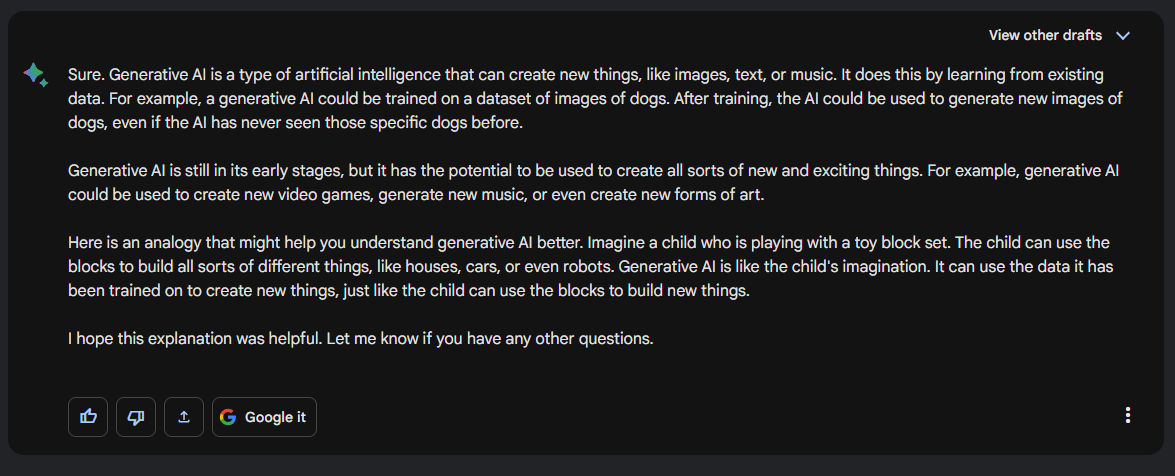 View other drafts
Sure. Generative AI is a type of artificial intelligence that can create new things, like images, text, or music. It does this by learning from existing
data. For example, a generative AI could be trained on a dataset of images of dogs. After training, the AI could be used to generate new images of
dogs, even if the AI has never seen those specific dogs before.
Generative AI is still in its early stages, but it has the potential to be used to create all sorts of new and exciting things. For example, generative AI
could be used to create new video games, generate new music, or even create new forms of art.
Here is an analogy that might help you understand generative AI better. Imagine a child who is playing with a toy block set. The child can use the
blocks to build all sorts of different things, like houses, cars, or even robots. Generative AI is like the child's imagination. It can use the data it has
been trained on to create new things, just like the child can use the blocks to build new things.
I hope this explanation was helpful. Let me know if you have any other questions.
Google it